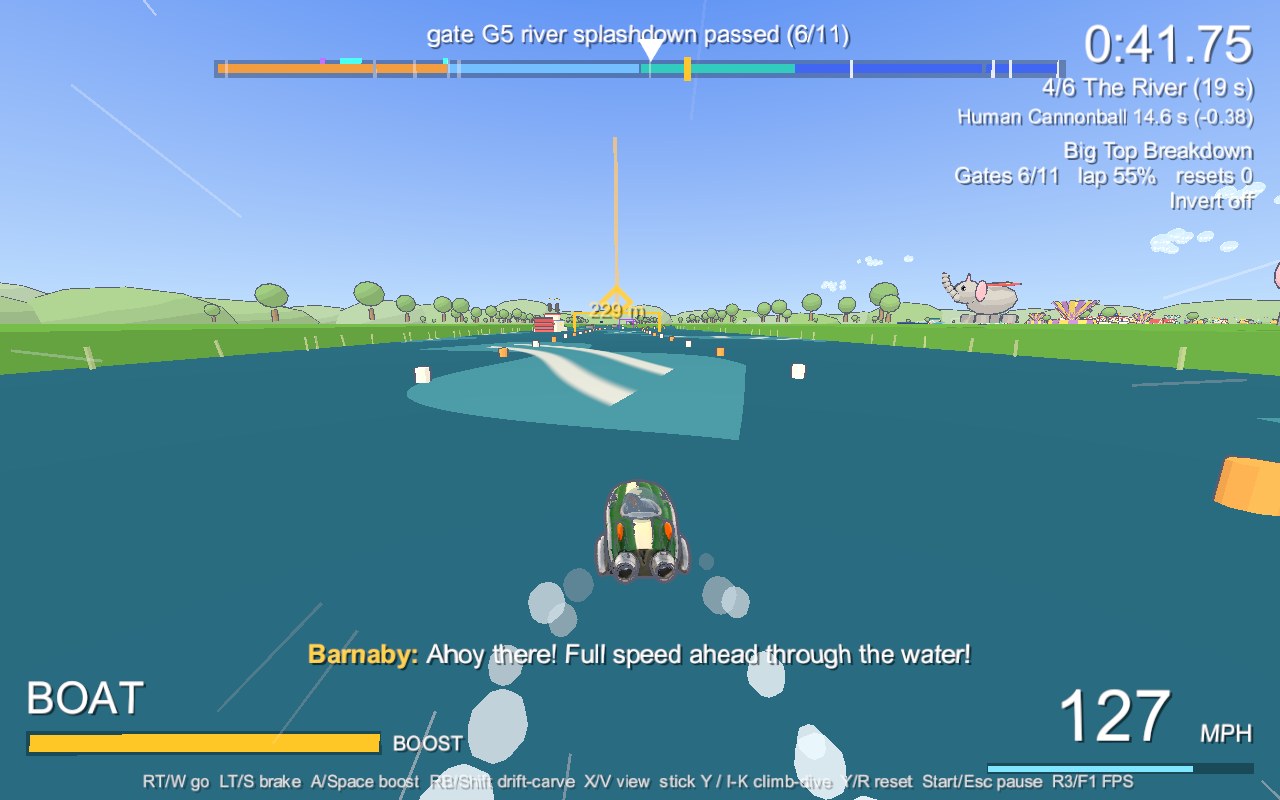 gate G5 river splashdown passed (6/11)
0:41.75
4/6 The River (19 s)
Human Cannonball 14.6 s (-0.38)
Big Top Breakdown
Gates 6/11 lap 55% resets 0
Invert off
229 m
Barnaby: Ahoy there! Full speed ahead through the water!
BOAT
BOOST
127 MPH
RT/W go LT/S brake A/Space boost RB/Shift drift-carve X/V view stick Y / I-K climb-dive Y/R reset Start/Esc pause R3/F1 FPS